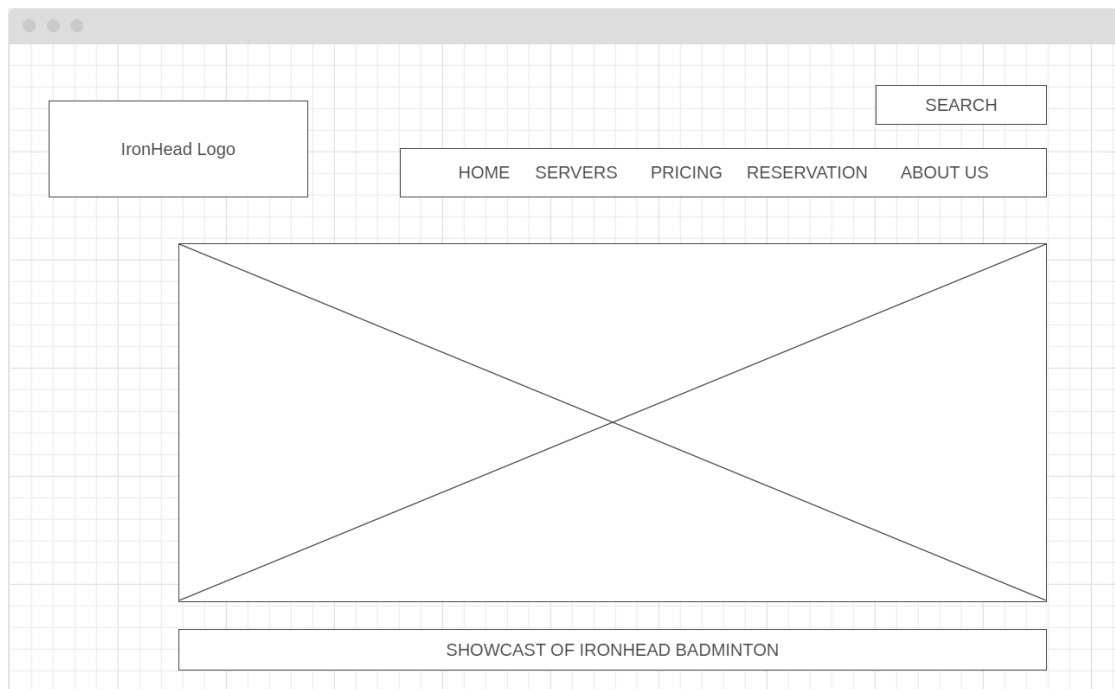 SEARCH
IronHead Logo
HOME SERVERS PRICING RESERVATION ABOUT US
SHOWCAST OF IRONHEAD BADMINTON